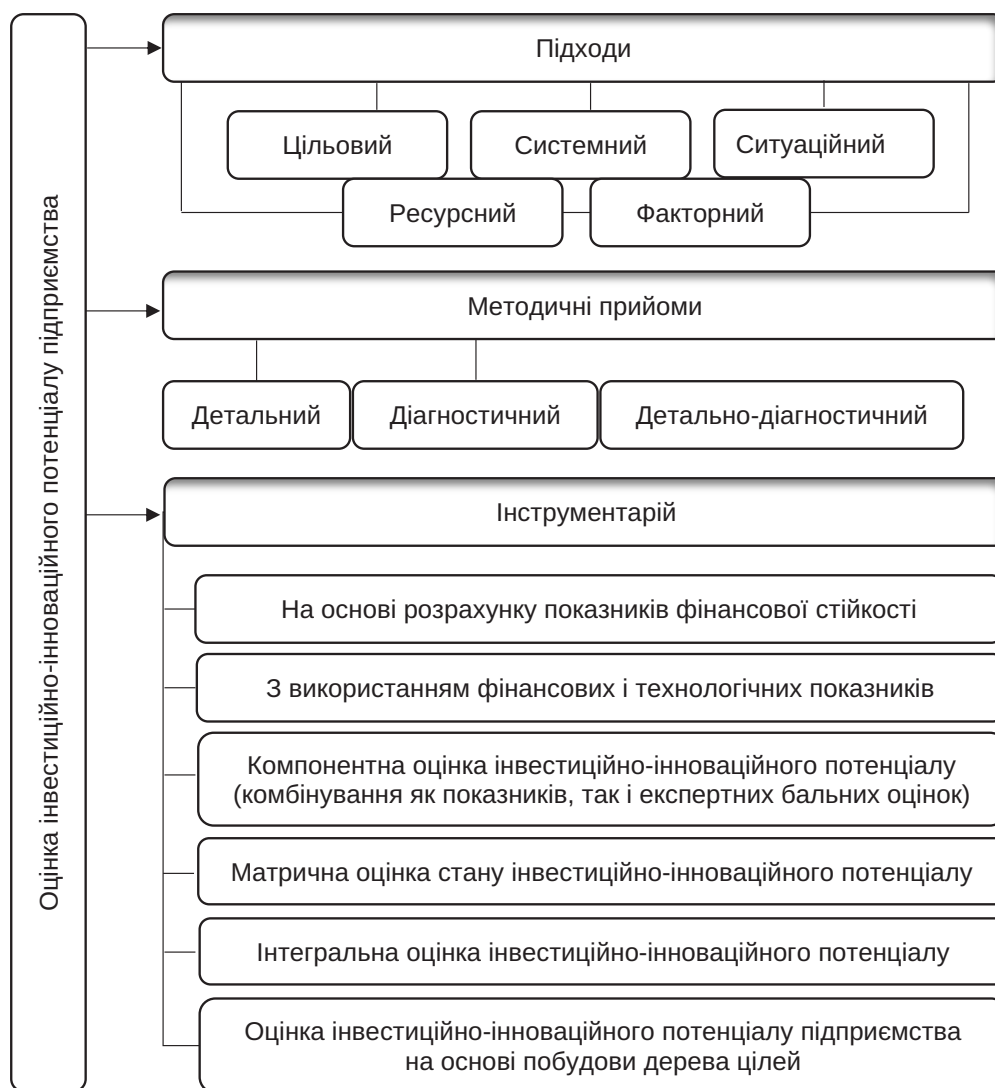 Оцінка інвестиційно-інноваційного потенціалу підприємства
Підходи
Цільовий
Системний
Ситуаційний
Ресурсний
Факторний
Методичні прийоми
Детальний
Діагностичний
Детально-діагностичний
Інструментарій
На основі розрахунку показників фінансової стійкості
З використанням фінансових і технологічних показників
Компонентна оцінка інвестиційно-інноваційного потенціалу
(комбінування як показників, так і експертних бальних оцінок)
Матрична оцінка стану інвестиційно-інноваційного потенціалу
Інтегральна оцінка інвестиційно-інноваційного потенціалу
Оцінка інвестиційно-інноваційного потенціалу підприємства
на основі побудови дерева цілей